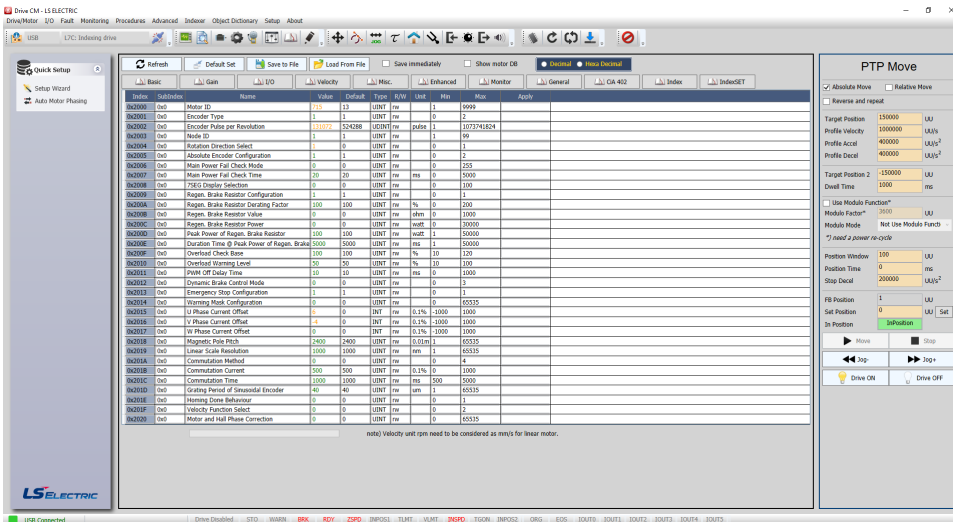 Drive CM - LS ELECTRIC
Drive/Motor I/O Fault Monitoring Procedures Advanced Indexer Object Dictionary Setup About
USB L7C: Indexing drive
Quick Setup
Setup Wizard
Auto Motor Phasing
Refresh Default Set Save to File Load From File Save immediately Show motor DB Decimal Hexa Decimal
Basic Gain I/O Velocity Misc. Enhanced Monitor General CiA 402 Index IndexSET
Index SubIndex Name Value Default Type R/W Unit Min Max Apply
0x2000 0x0 Motor ID 715 13 UINT rw 1 9999
0x2001 0x0 Encoder Type 1 1 UINT rw 0 2
0x2002 0x0 Encoder Pulse per Revolution 131072 524288 UDINT rw pulse 1 1073741824
0x2003 0x0 Node ID 1 1 UINT rw 1 99
0x2004 0x0 Rotation Direction Select 1 0 UINT rw 0 1
0x2005 0x0 Absolute Encoder Configuration 1 1 UINT rw 0 2
0x2006 0x0 Main Power Fail Check Mode 0 0 UINT rw 0 255
0x2007 0x0 Main Power Fail Check Time 20 20 UINT rw ms 0 5000
0x2008 0x0 7SEG Display Selection 0 0 UINT rw 0 100
0x2009 0x0 Regen. Brake Resistor Configuration 1 1 UINT rw 0 1
0x200A 0x0 Regen. Brake Resistor Derating Factor 100 100 UINT rw % 0 200
0x200B 0x0 Regen. Brake Resistor Value 0 0 UINT rw ohm 0 1000
0x200C 0x0 Regen. Brake Resistor Power 0 0 UINT rw watt 0 30000
0x200D 0x0 Peak Power of Regen. Brake Resistor 100 100 UINT rw watt 1 50000
0x200E 0x0 Duration Time @ Peak Power of Regen. Brake 5000 5000 UINT rw ms 1 50000
0x200F 0x0 Overload Check Base 100 100 UINT rw % 10 120
0x2010 0x0 Overload Warning Level 50 50 UINT rw % 10 100
0x2011 0x0 PWM Off Delay Time 10 10 UINT rw ms 0 1000
0x2012 0x0 Dynamic Brake Control Mode 0 0 UINT rw 0 3
0x2013 0x0 Emergency Stop Configuration 1 1 UINT rw 0 1
0x2014 0x0 Warning Mask Configuration 0 0 UINT rw 0 65535
0x2015 0x0 U Phase Current Offset 6 0 INT rw 0.1% -1000 1000
0x2016 0x0 V Phase Current Offset -4 0 INT rw 0.1% -1000 1000
0x2017 0x0 W Phase Current Offset 0 0 INT rw 0.1% -1000 1000
0x2018 0x0 Magnetic Pole Pitch 2400 2400 UINT rw 0.01m 1 65535
0x2019 0x0 Linear Scale Resolution 1000 1000 UINT rw nm 1 65535
0x201A 0x0 Commutation Method 0 0 UINT rw 0 4
0x201B 0x0 Commutation Current 500 500 UINT rw 0.1% 0 1000
0x201C 0x0 Commutation Time 1000 1000 UINT rw ms 500 5000
0x201D 0x0 Grating Period of Sinusoidal Encoder 40 40 UINT rw um 1 65535
0x201E 0x0 Homing Done Behaviour 0 0 UINT rw 0 1
0x201F 0x0 Velocity Function Select 0 0 UINT rw 0 2
0x2020 0x0 Motor and Hall Phase Correction 0 0 UINT rw 0 65535
note) Velocity unit rpm need to be considered as mm/s for linear motor.
PTP Move
Absolute Move Relative Move
Reverse and repeat
Target Position 150000 UU
Profile Velocity 1000000 UU/s
Profile Accel 400000 UU/s²
Profile Decel 400000 UU/s²
Target Position 2 -150000 UU
Dwell Time 1000 ms
Use Modulo Function*
Modulo Factor* 3600 UU
Modulo Mode Not Use Modulo Functi
*) need a power re-cycle
Position Window 100 UU
Position Time 0 ms
Stop Decel 200000 UU/s²
FB Position 1 UU
Set Position 0 UU Set
In Position InPosition
Move Stop
Jog- Jog+
Drive ON Drive OFF
LS ELECTRIC
USB Connected Drive Disabled STO WARN BRK RDY ZSPD INPOS1 TLMT VLMT INSPD TGON INPOS2 ORG EOS IOUT0 IOUT1 IOUT2 IOUT3 IOUT4 IOUT5